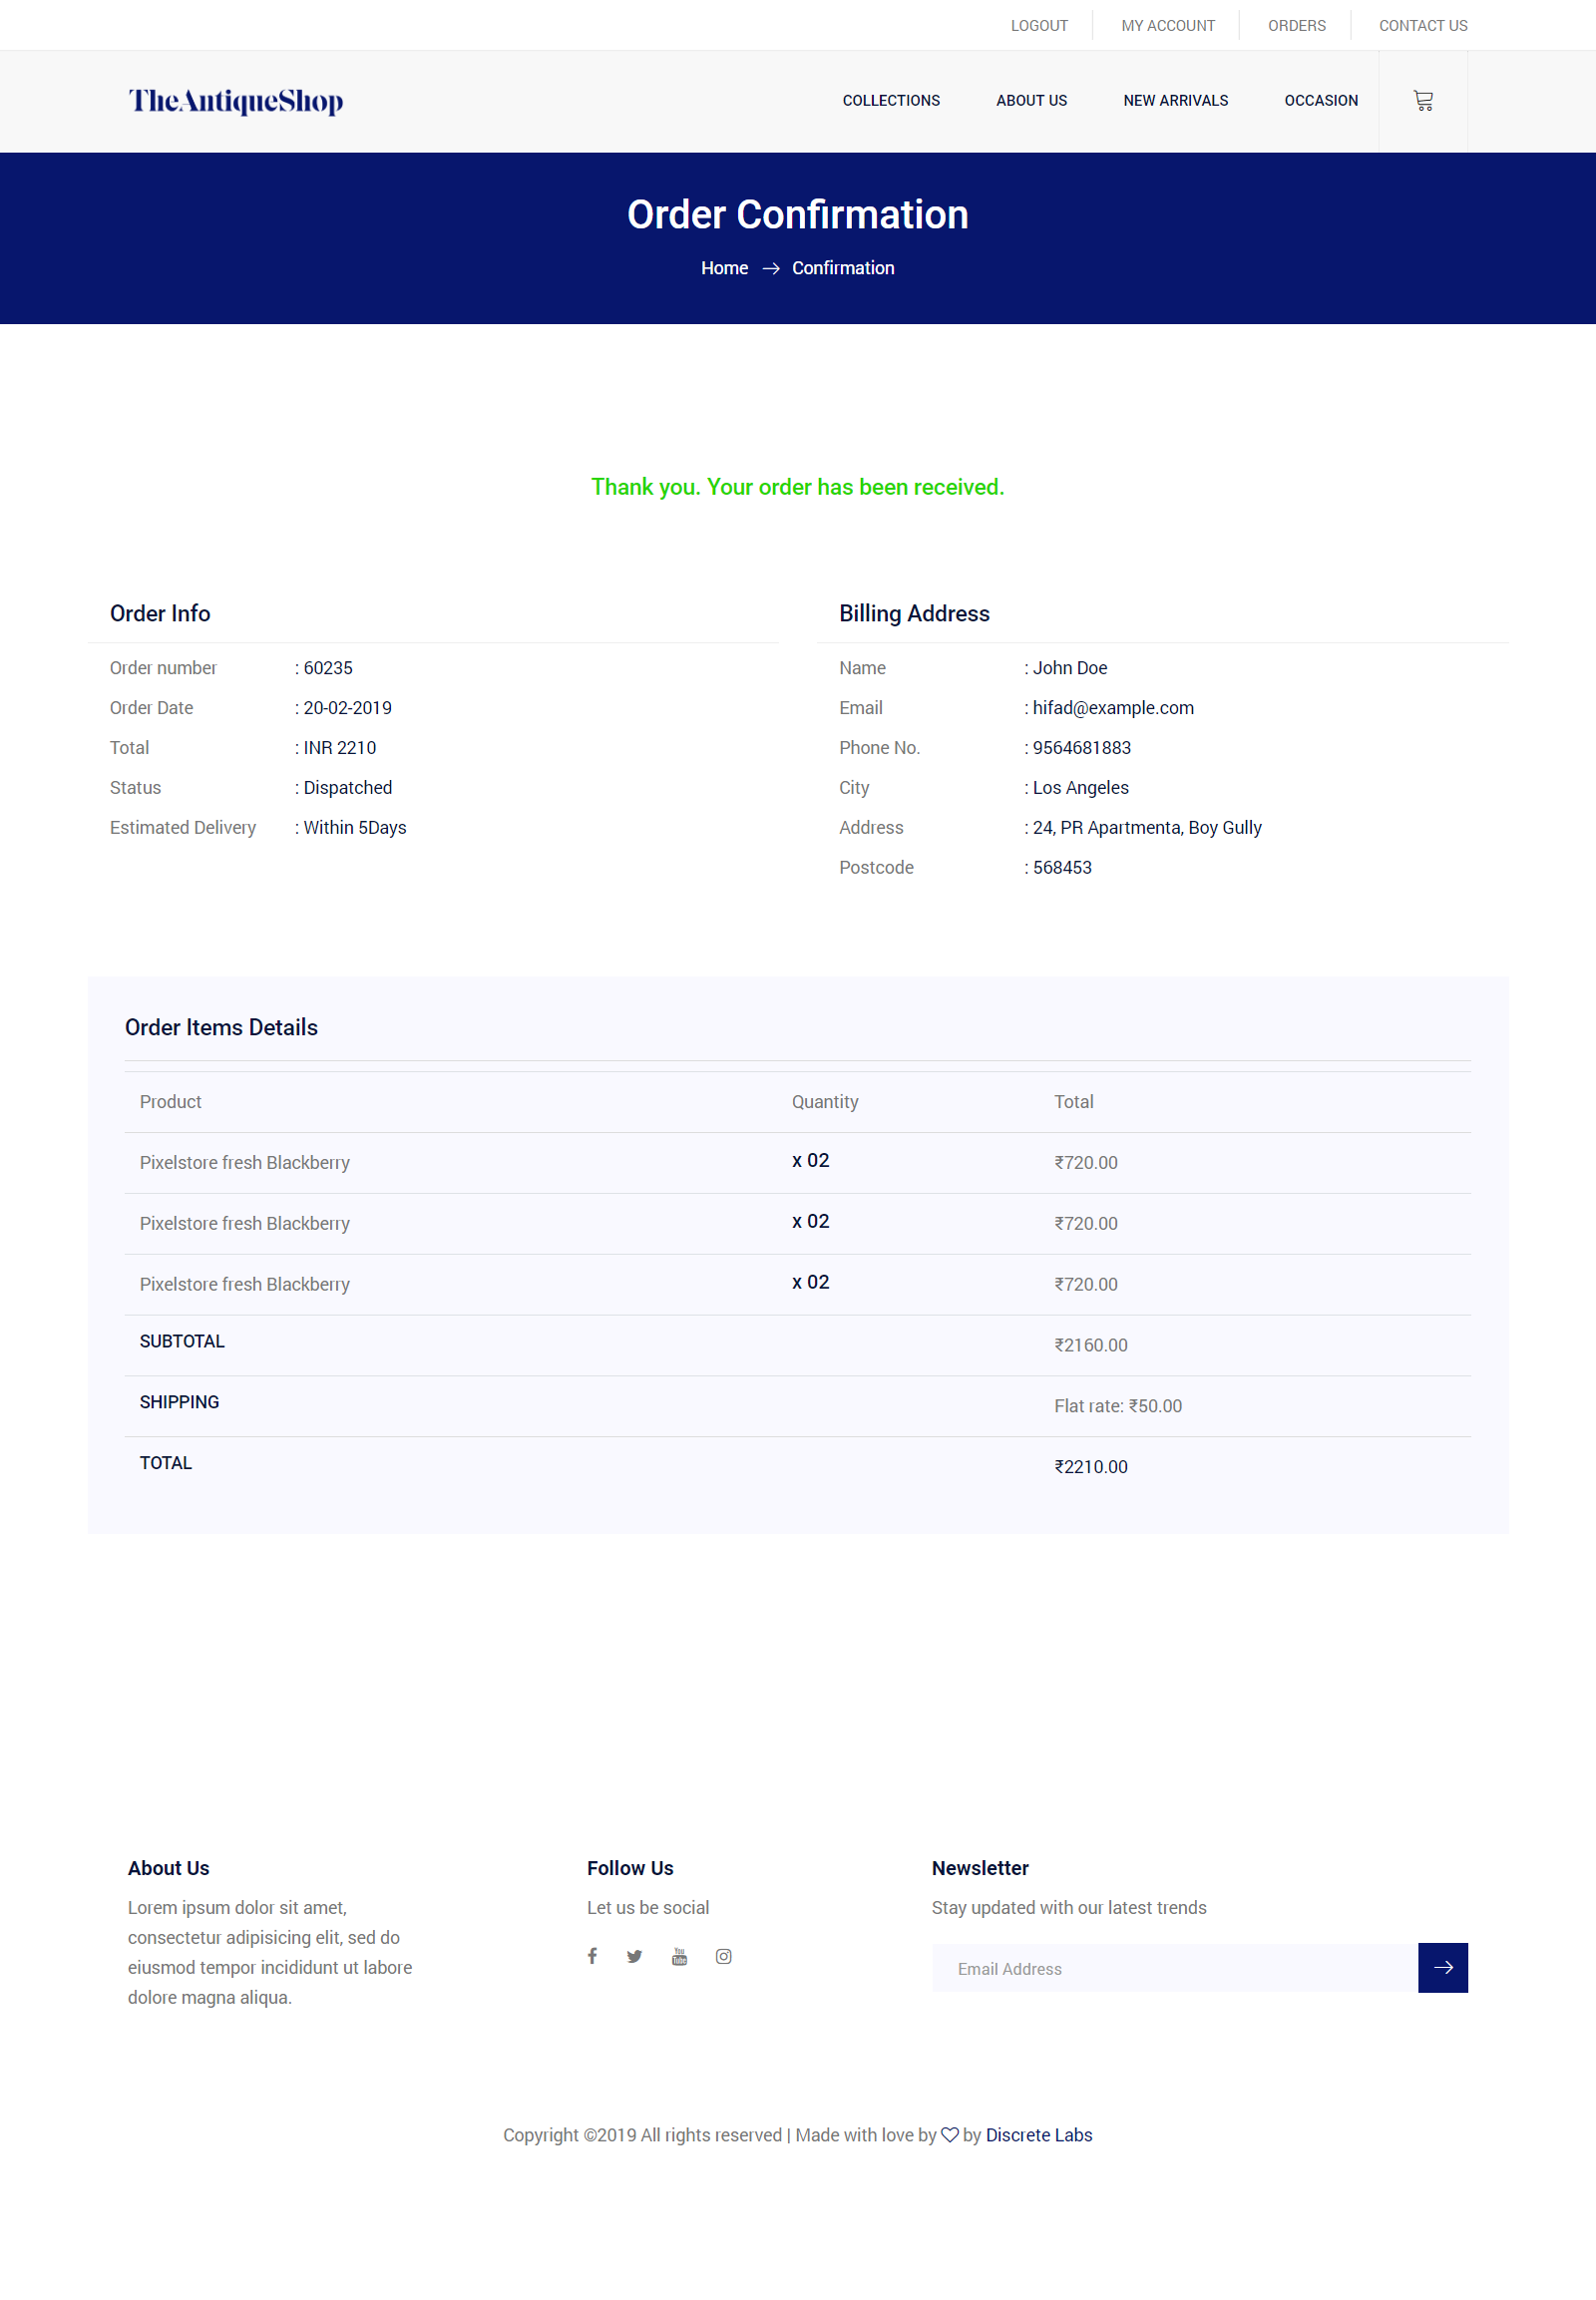 LOGOUT MY ACCOUNT ORDERS CONTACT US
TheAntiqueShop COLLECTIONS ABOUT US NEW ARRIVALS OCCASION
Order Confirmation
Home Confirmation
Thank you. Your order has been received.
Order Info
Order number : 60235
Order Date : 20-02-2019
Total : INR 2210
Status : Dispatched
Estimated Delivery : Within 5Days
Billing Address
Name : John Doe
Email : hifad@example.com
Phone No. : 9564681883
City : Los Angeles
Address : 24, PR Apartmenta, Boy Gully
Postcode : 568453
Order Items Details
Product Quantity Total
Pixelstore fresh Blackberry x 02 ₹720.00
Pixelstore fresh Blackberry x 02 ₹720.00
Pixelstore fresh Blackberry x 02 ₹720.00
SUBTOTAL ₹2160.00
SHIPPING Flat rate: ₹50.00
TOTAL ₹2210.00
About Us
Lorem ipsum dolor sit amet,
consectetur adipisicing elit, sed do
eiusmod tempor incididunt ut labore
dolore magna aliqua.
Follow Us
Let us be social
You Tube
Newsletter
Stay updated with our latest trends
Email Address
Copyright ©2019 All rights reserved | Made with love by ♡ by Discrete Labs